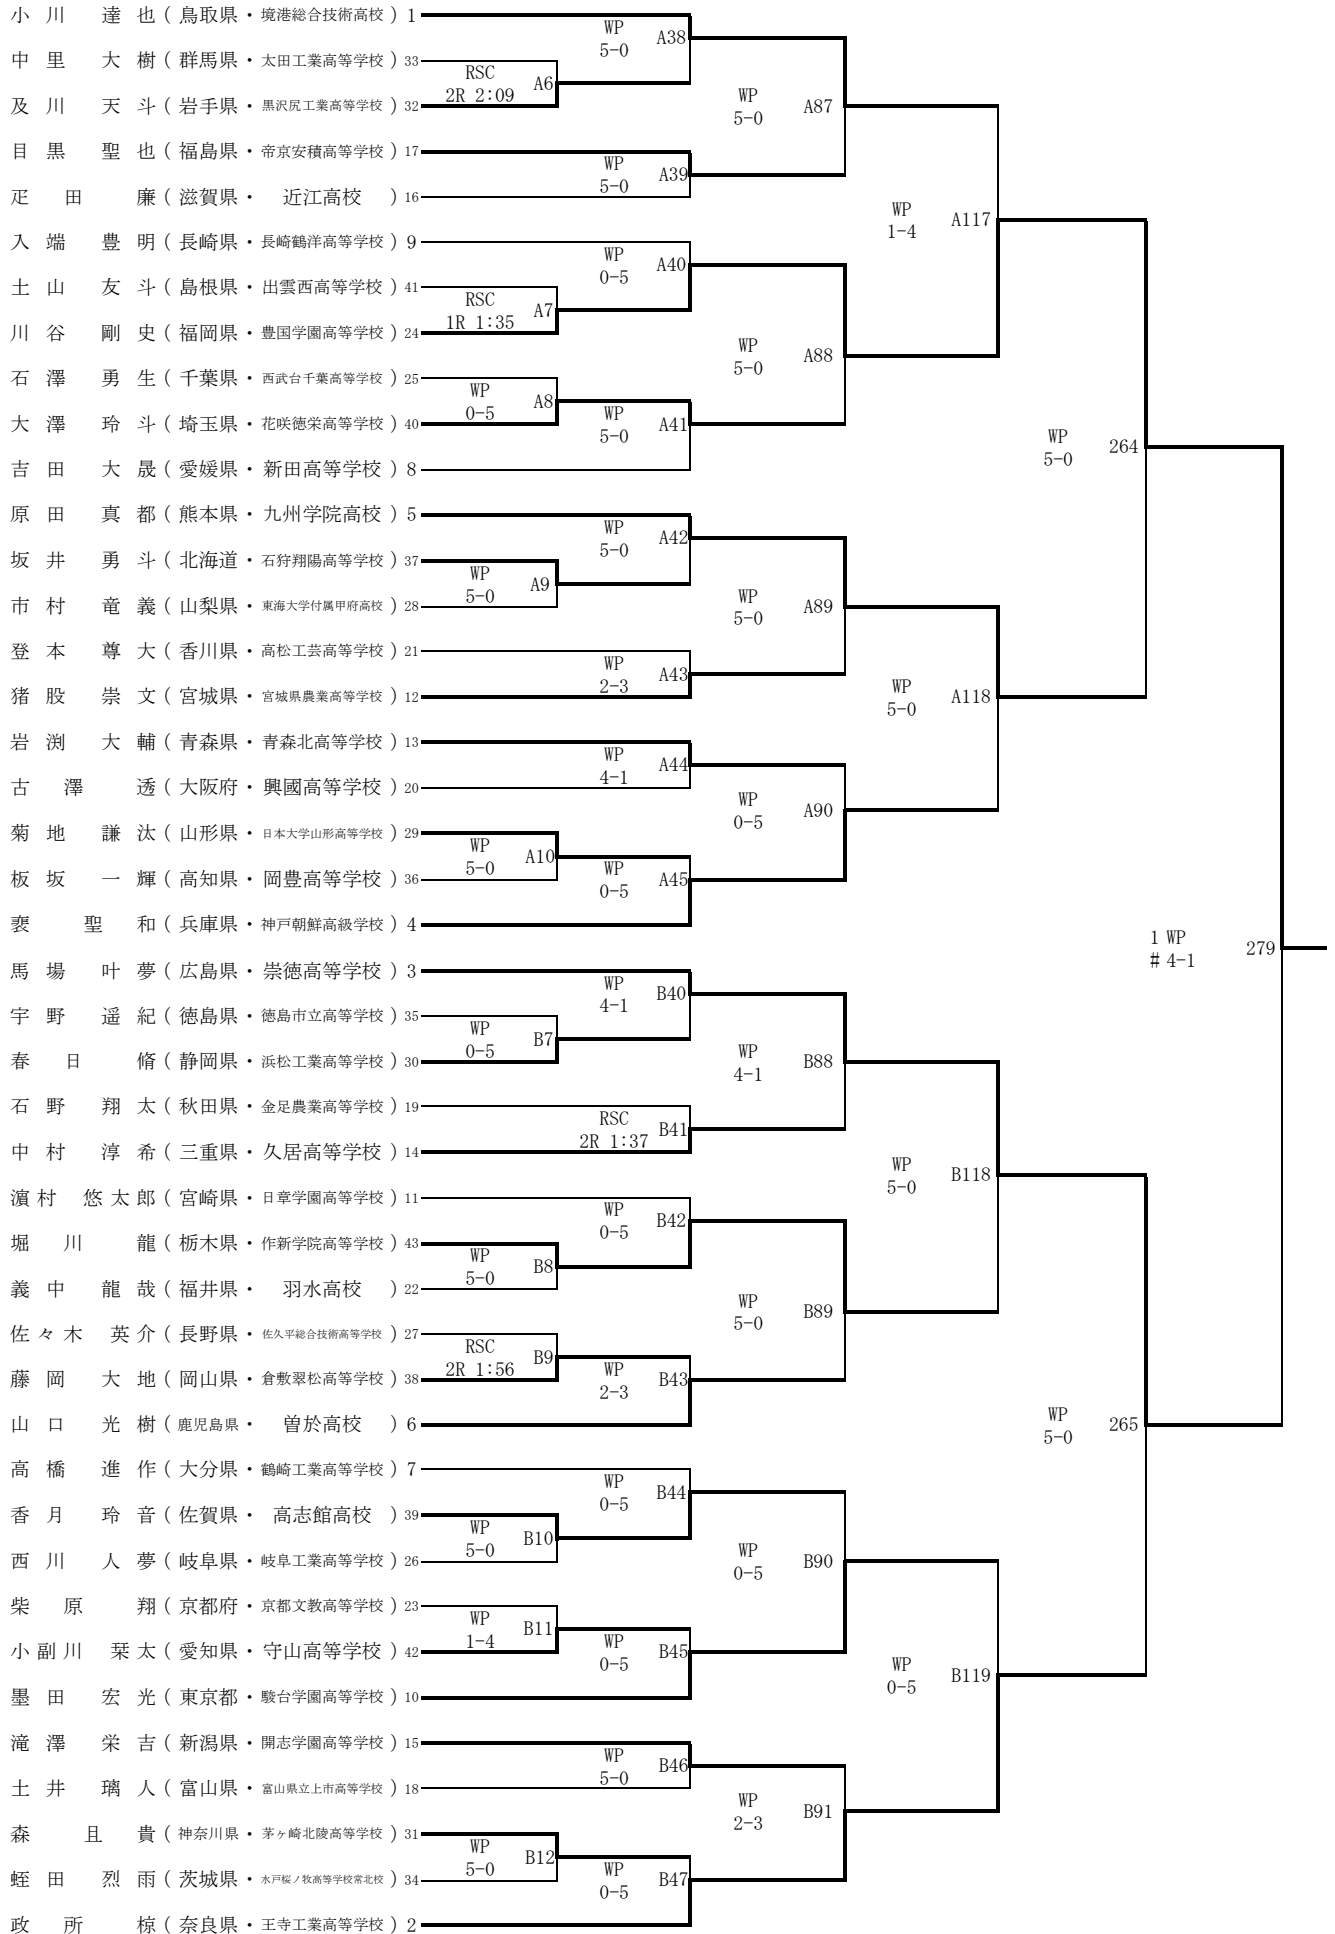 小川 達也(鳥取県・境港総合技術高校)1
WP
5-0 A38
中里 大樹(群馬県・太田工業高等学校)33
RSC
2R 2:09 A6
及川 天斗(岩手県・黒沢尻工業高等学校)32
WP
5-0 A87
目黒 聖也(福島県・帝京安積高等学校)17
WP
5-0 A39
疋田 廉(滋賀県・近江高校)16
WP
1-4 A117
入端 豊明(長崎県・長崎鶴洋高等学校)9
WP
0-5 A40
土山 友斗(島根県・出雲西高等学校)41
RSC
1R 1:35 A7
川谷 剛史(福岡県・豊国学園高等学校)24
WP
5-0 A88
石澤 勇生(千葉県・西武台千葉高等学校)25
WP
0-5 A8
大澤 玲斗(埼玉県・花咲徳栄高等学校)40
WP
5-0 A41
吉田 大晟(愛媛県・新田高等学校)8
WP
5-0 264
原田 真都(熊本県・九州学院高校)5
WP
5-0 A42
坂井 勇斗(北海道・石狩翔陽高等学校)37
WP
5-0 A9
市村 竜義(山梨県・東海大学付属甲府高校)28
WP
5-0 A89
登本 尊大(香川県・高松工芸高等学校)21
WP
2-3 A43
猪股 崇文(宮城県・宮城県農業高等学校)12
WP
5-0 A118
岩渕 大輔(青森県・青森北高等学校)13
WP
4-1 A44
古澤 透(大阪府・興國高等学校)20
WP
0-5 A90
菊地 謙汰(山形県・日本大学山形高等学校)29
WP
5-0 A10
板坂 一輝(高知県・岡豊高等学校)36
WP
0-5 A45
裵 聖和(兵庫県・神戸朝鮮高級学校)4
1 WP
# 4-1 279
馬場 叶夢(広島県・崇徳高等学校)3
WP
4-1 B40
宇野 遥紀(徳島県・徳島市立高等学校)35
WP
0-5 B7
春日 脩(静岡県・浜松工業高等学校)30
WP
4-1 B88
石野 翔太(秋田県・金足農業高等学校)19
RSC
2R 1:37 B41
中村 淳希(三重県・久居高等学校)14
WP
5-0 B118
濵村 悠太郎(宮崎県・日章学園高等学校)11
WP
0-5 B42
堀川 龍(栃木県・作新学院高等学校)43
WP
5-0 B8
義中 龍哉(福井県・羽水高校)22
WP
5-0 B89
佐々木 英介(長野県・佐久平総合技術高等学校)27
RSC
2R 1:56 B9
藤岡 大地(岡山県・倉敷翠松高等学校)38
WP
2-3 B43
山口 光樹(鹿児島県・曽於高校)6
WP
5-0 265
高橋 進作(大分県・鶴崎工業高等学校)7
WP
0-5 B44
香月 玲音(佐賀県・高志館高校)39
WP
5-0 B10
西川 人夢(岐阜県・岐阜工業高等学校)26
WP
0-5 B90
柴原 翔(京都府・京都文教高等学校)23
WP
1-4 B11
小副川 栞太(愛知県・守山高等学校)42
WP
0-5 B45
墨田 宏光(東京都・駿台学園高等学校)10
WP
0-5 B119
滝澤 栄吉(新潟県・開志学園高等学校)15
WP
5-0 B46
土井 璃人(富山県・富山県立上市高等学校)18
WP
2-3 B91
森 且貴(神奈川県・茅ヶ崎北陵高等学校)31
WP
5-0 B12
蛭田 烈雨(茨城県・水戸桜ノ牧高等学校常北校)34
WP
0-5 B47
政所 椋(奈良県・王寺工業高等学校)2